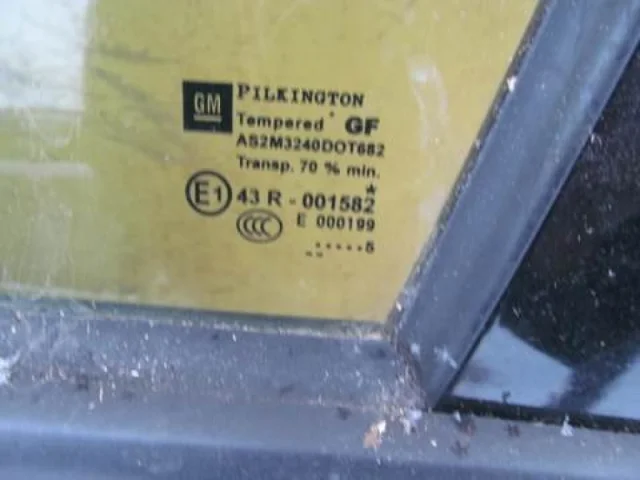 GM PILKINGTON
Tempered GF
AS2M3240DOT682
Transp. 70 % min.
E1 43 R - 001582
CCC E 000199
.....5